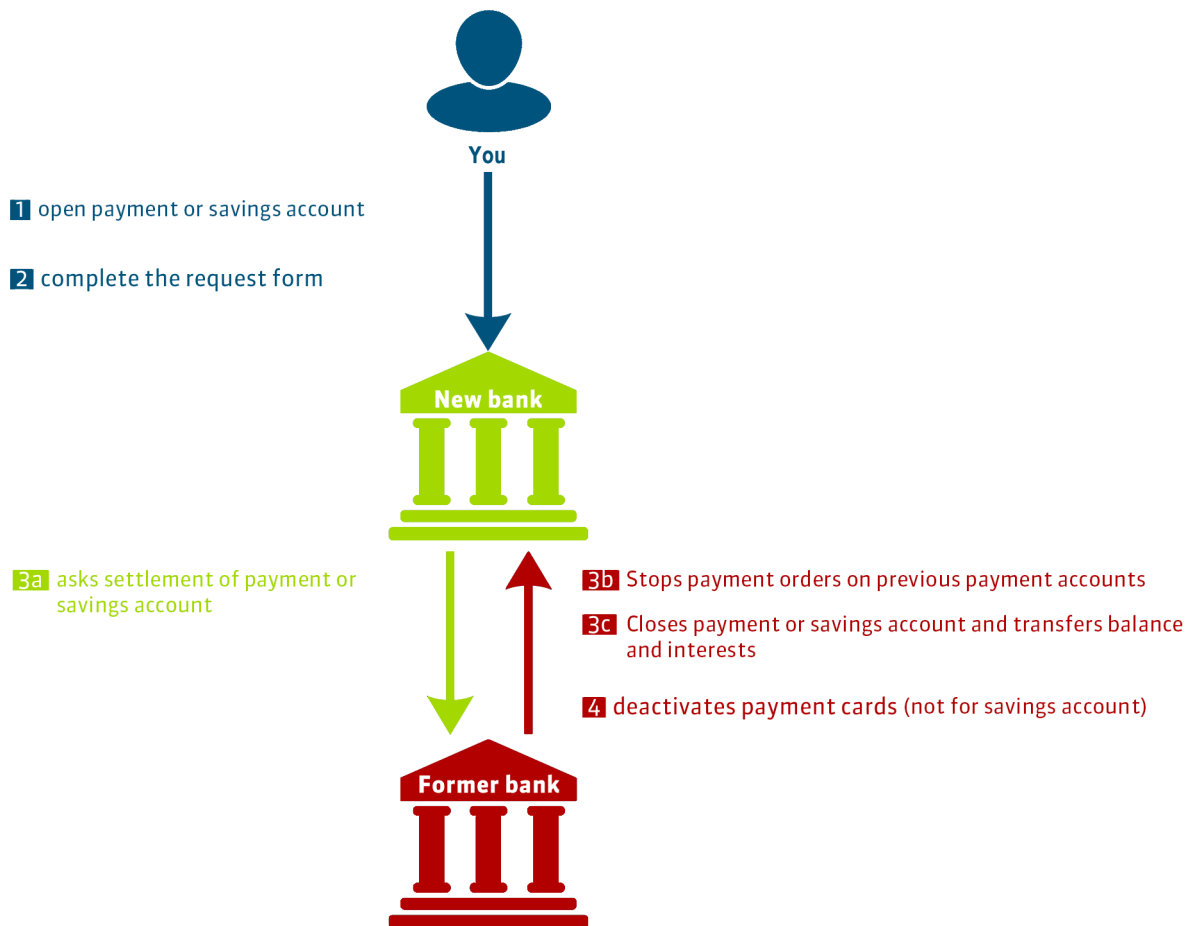 You
1 open payment or savings account
2 complete the request form
New bank
3a asks settlement of payment or
savings account
3b Stops payment orders on previous payment accounts
3c Closes payment or savings account and transfers balance
and interests
4 deactivates payment cards (not for savings account)
Former bank